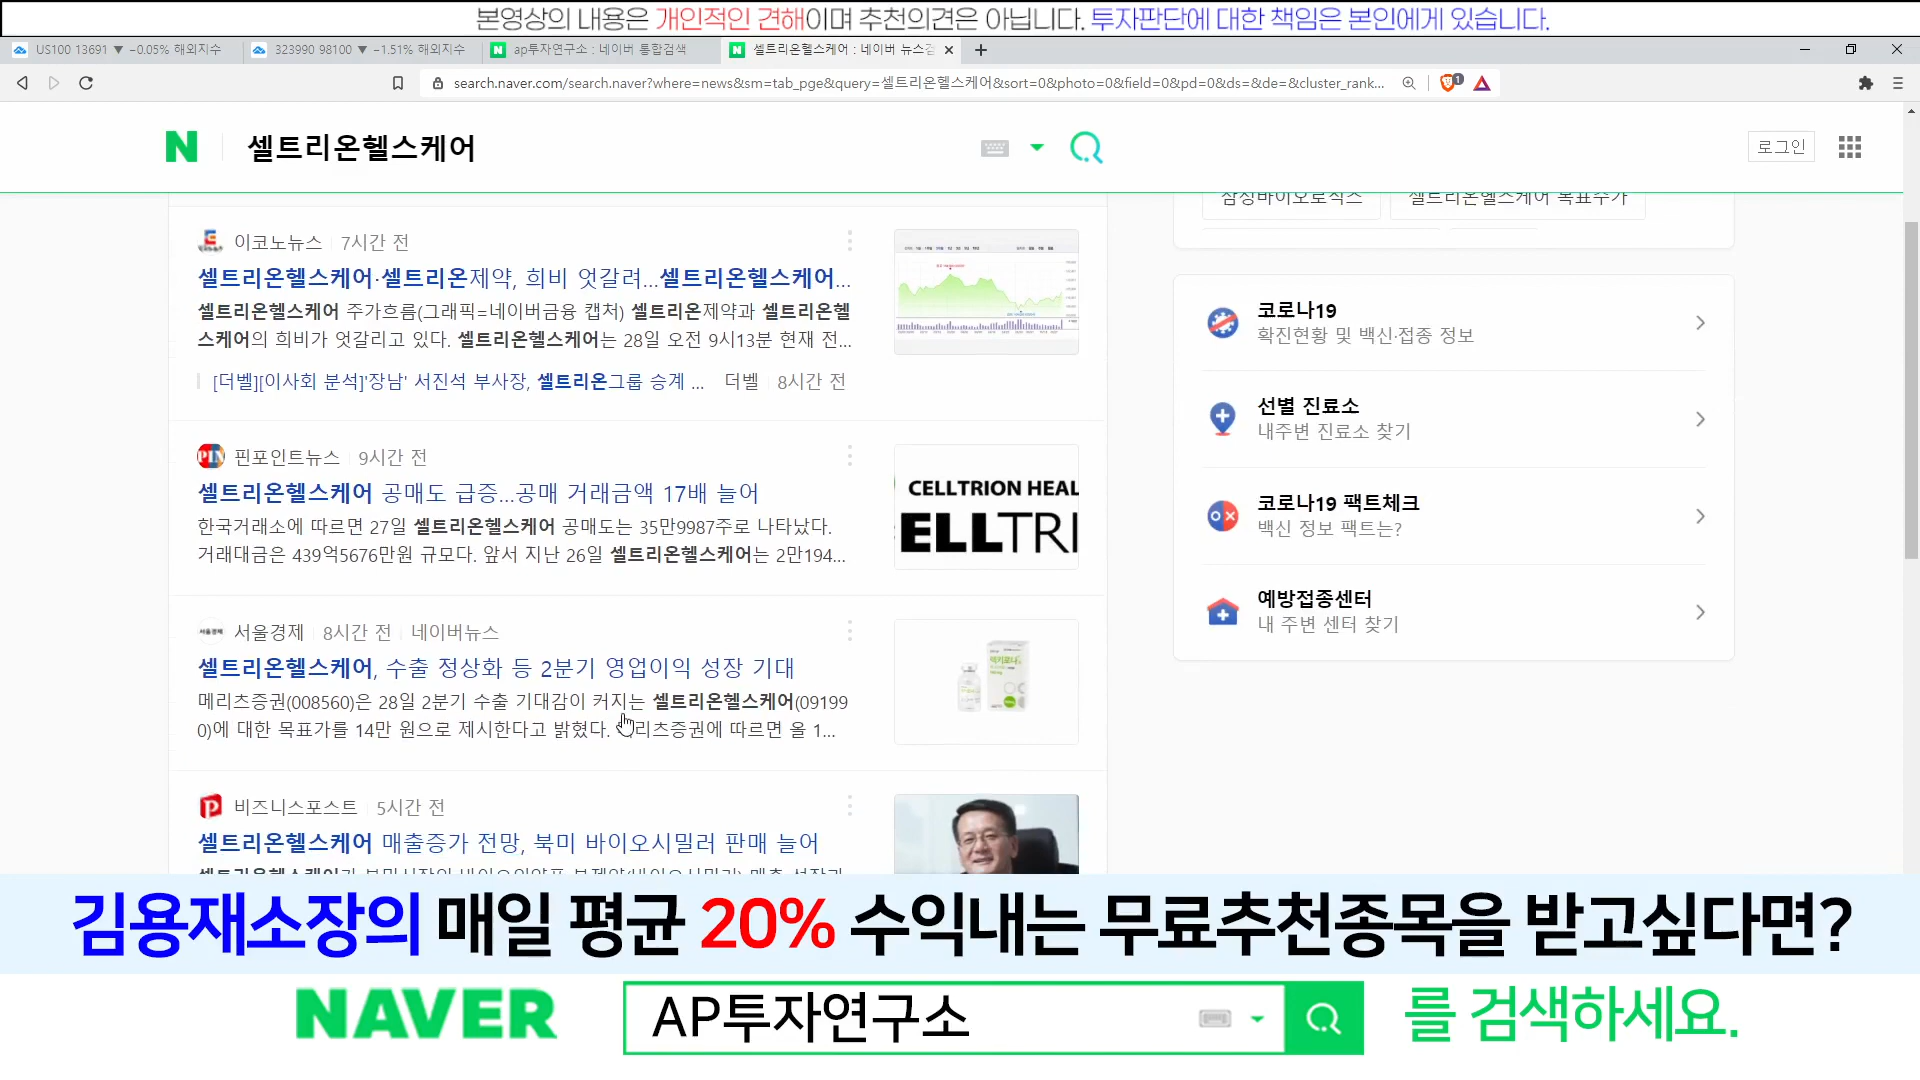 본영상의 내용은 개인적인 견해이며 추천의견은 아닙니다. 투자판단에 대한 책임은 본인에게 있습니다.
US100 13691 ▼ −0.05% 해외지수
323990 98100 ▼ −1.51% 해외지수
ap투자연구소 : 네이버 통합검색
셀트리온헬스케어 : 네이버 뉴스검
search.naver.com/search.naver?where=news&sm=tab_pge&query=셀트리온헬스케어&sort=0&photo=0&field=0&pd=0&ds=&de=&cluster_rank...
1
N
셀트리온헬스케어
로그인
삼성바이오로직스
셀트리온헬스케어 목표주가
이코노뉴스 7시간 전
셀트리온헬스케어·셀트리온제약, 희비 엇갈려...셀트리온헬스케어...
셀트리온헬스케어 주가흐름(그래픽=네이버금융 캡처) 셀트리온제약과 셀트리온헬
스케어의 희비가 엇갈리고 있다. 셀트리온헬스케어는 28일 오전 9시13분 현재 전...
[더벨][이사회 분석]'장남' 서진석 부사장, 셀트리온그룹 승계 ... 더벨 8시간 전
핀포인트뉴스 9시간 전
셀트리온헬스케어 공매도 급증...공매 거래금액 17배 늘어
한국거래소에 따르면 27일 셀트리온헬스케어 공매도는 35만9987주로 나타났다.
거래대금은 439억5676만원 규모다. 앞서 지난 26일 셀트리온헬스케어는 2만194...
CELLTRION HEAL
ELLTRI
서울경제 8시간 전 네이버뉴스
셀트리온헬스케어, 수출 정상화 등 2분기 영업이익 성장 기대
메리츠증권(008560)은 28일 2분기 수출 기대감이 커지는 셀트리온헬스케어(09199
0)에 대한 목표가를 14만 원으로 제시한다고 밝혔다. 메리츠증권에 따르면 올 1...
렉키로나
비즈니스포스트 5시간 전
셀트리온헬스케어 매출증가 전망, 북미 바이오시밀러 판매 늘어
코로나19
확진현황 및 백신·접종 정보
선별 진료소
내주변 진료소 찾기
코로나19 팩트체크
백신 정보 팩트는?
예방접종센터
내 주변 센터 찾기
김용재소장의 매일 평균 20% 수익내는 무료추천종목을 받고싶다면?
NAVER AP투자연구소 를 검색하세요.